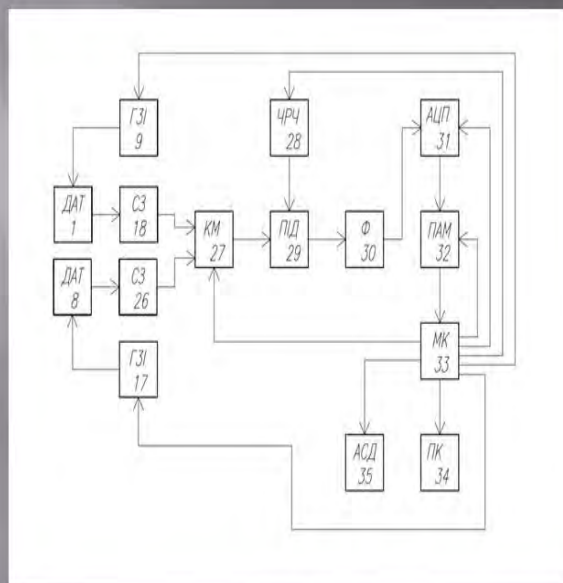 ГЗІ
9
ЧРЧ
28
АЦП
31
ДАТ
1
СЗ
18
КМ
27
ПІД
29
Ф
30
ПАМ
32
ДАТ
8
СЗ
26
ГЗІ
17
МК
33
АСД
35
ПК
34